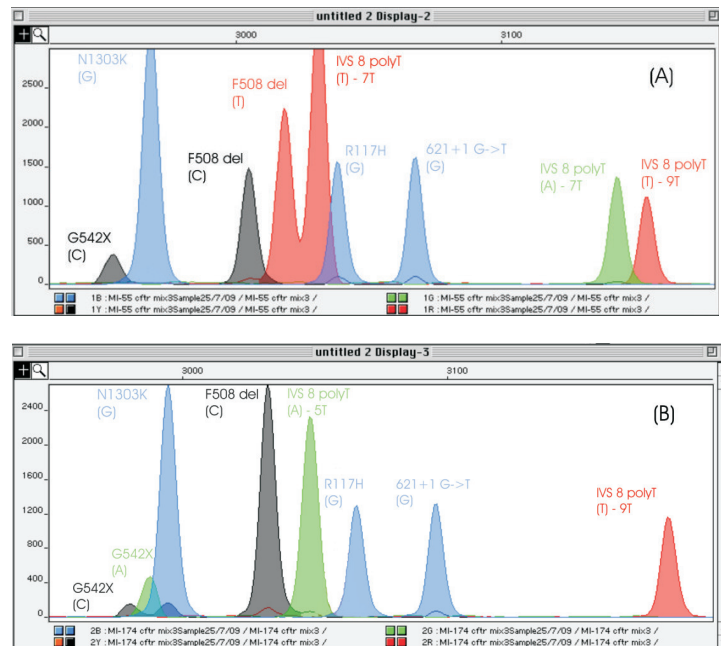 untitled 2 Display-2
3000 3100
N1303K
(G)
IVS 8 polyT
(T) - 7T
(A)
F508 del
(T)
2500
2000
F508 del
(C)
R117H
(G)
621+1 G->T
(G)
IVS 8 polyT
(A) - 7T
IVS 8 polyT
(T) - 9T
1500
1000
G542X
(C)
500
0
1B : MI-55 cftr mix3Sample25/7/09 / MI-55 cftr mix3 / 1G : MI-55 cftr mix3Sample25/7/09 / MI-55 cftr mix3 /
1Y : MI-55 cftr mix3Sample25/7/09 / MI-55 cftr mix3 / 1R : MI-55 cftr mix3Sample25/7/09 / MI-55 cftr mix3 /
untitled 2 Display-3
3000 3100
N1303K
(G)
F508 del
(C)
IVS 8 polyT
(A) - 5T
(B)
2400
2000
R117H
(G)
621+1 G->T
(G)
IVS 8 polyT
(T) - 9T
1600
1200
800
G542X
(A)
400
G542X
(C)
0
2B : MI-174 cftr mix3Sample25/7/09 / MI-174 cftr mix3 / 2G : MI-174 cftr mix3Sample25/7/09 / MI-174 cftr mix3 /
2Y : MI-174 cftr mix3Sample25/7/09 / MI-174 cftr mix3 / 2R : MI-174 cftr mix3Sample25/7/09 / MI-174 cftr mix3 /